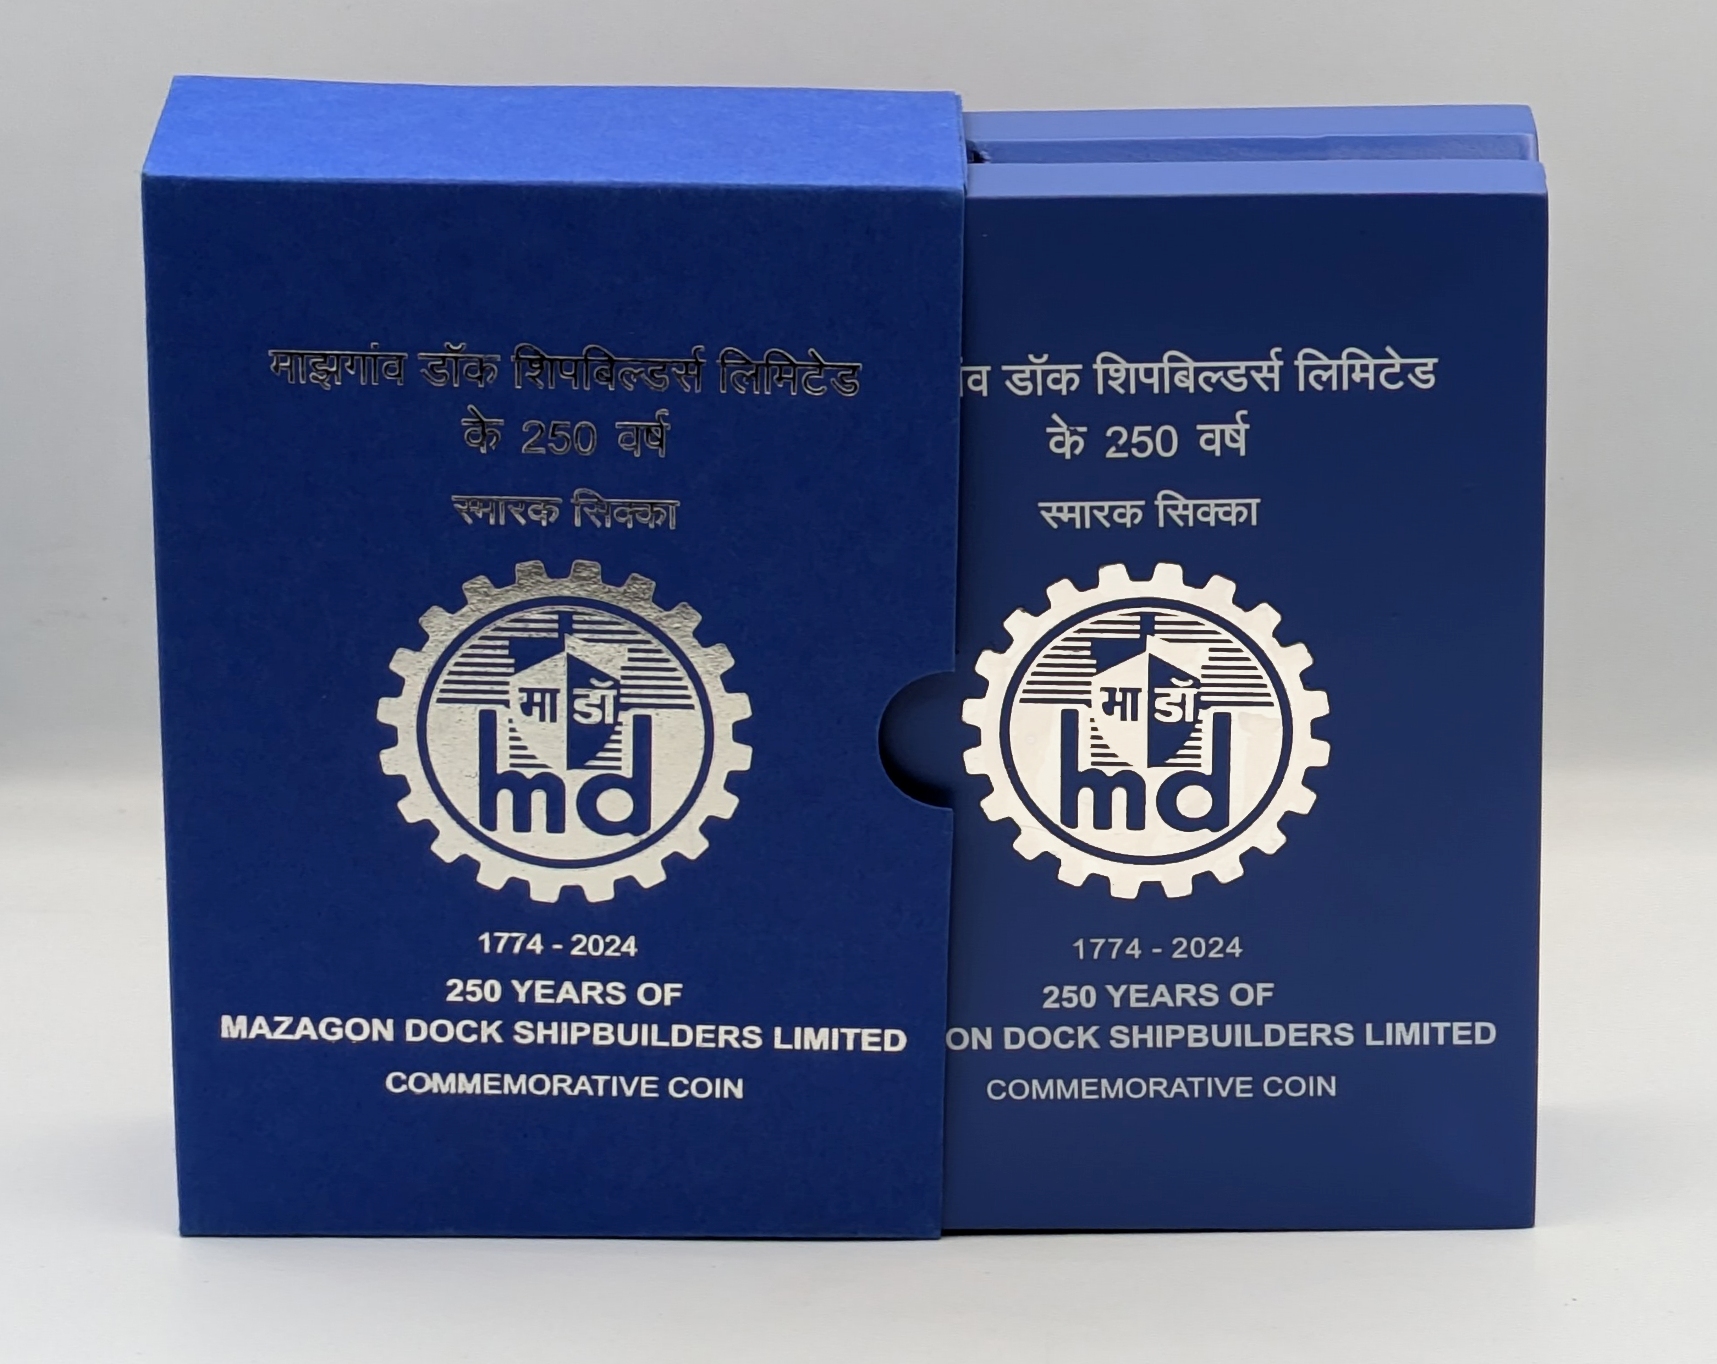 माझगांव डॉक शिपबिल्डर्स लिमिटेड
के 250 वर्ष
स्मारक सिक्का
मा डॉ
md
1774 - 2024
250 YEARS OF
MAZAGON DOCK SHIPBUILDERS LIMITED
COMMEMORATIVE COIN
ंव डॉक शिपबिल्डर्स लिमिटेड
के 250 वर्ष
स्मारक सिक्का
मा डॉ
md
1774 - 2024
250 YEARS OF
ON DOCK SHIPBUILDERS LIMITED
COMMEMORATIVE COIN